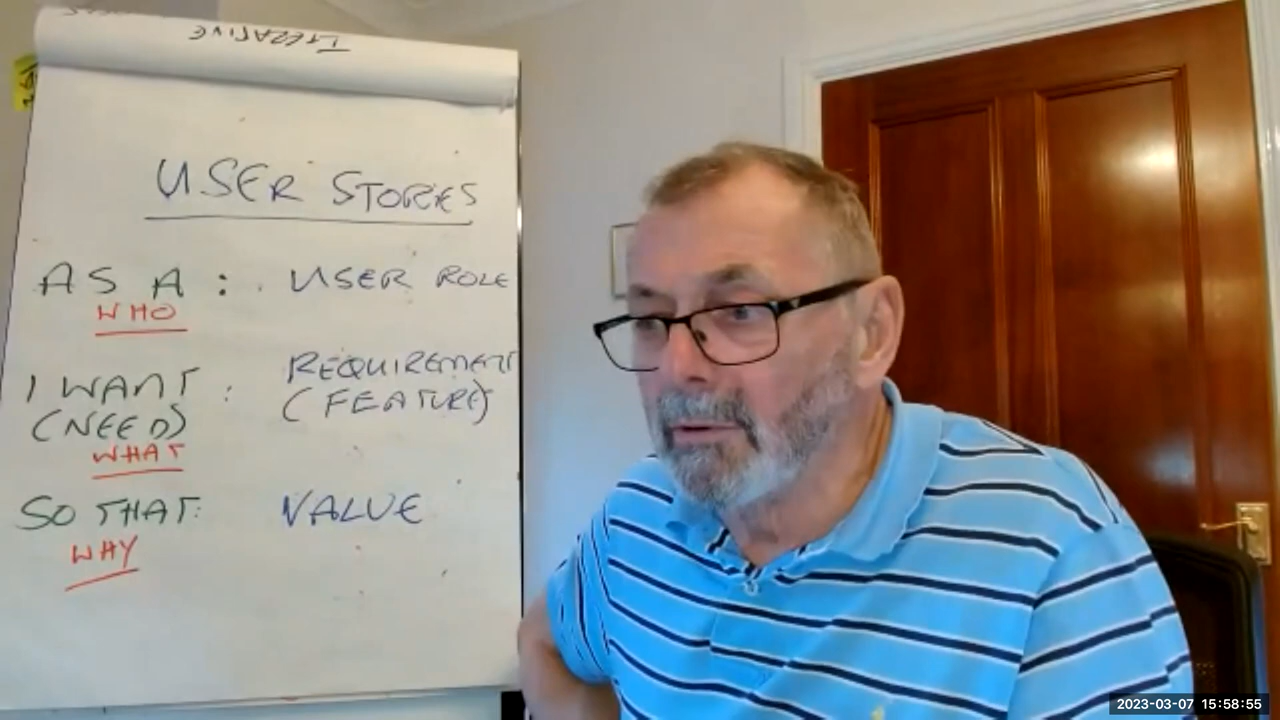 ITERATIVE
USER STORIES
AS A : USER ROLE
WHO
I WANT : REQUIREMENT
(NEED) (FEATURE)
WHAT
SO THAT: VALUE
WHY
2023-03-07 15:58:55